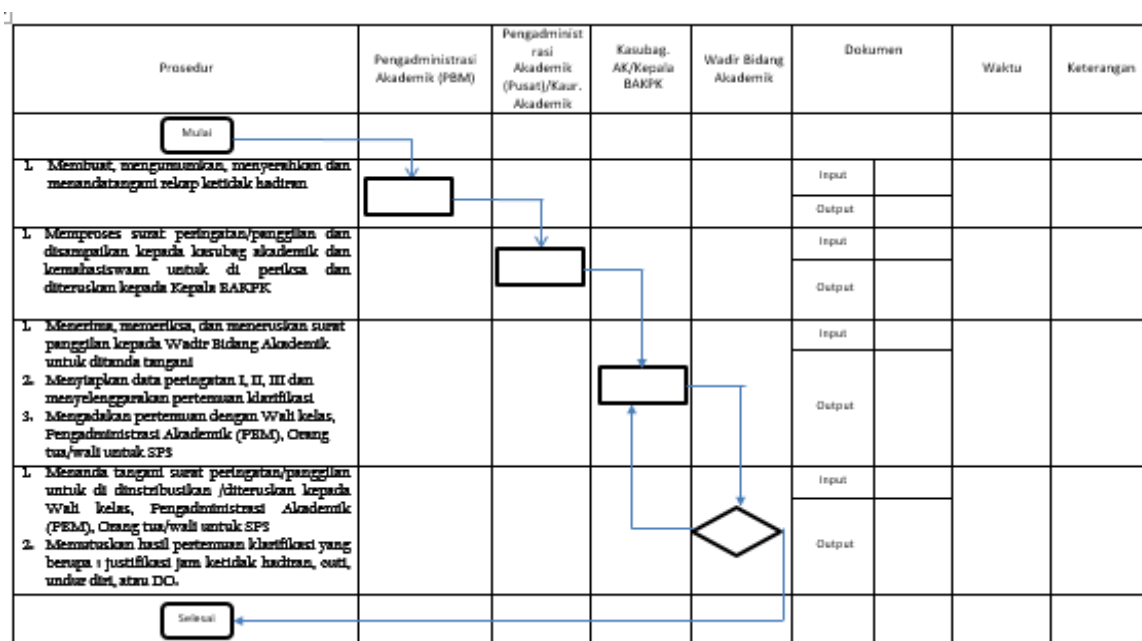 Prosedur
Pengadministrasi
Akademik (PBM)
Pengadminist
rasi
Akademik
(Pusat)/Kaur.
Akademik
Kasubag.
AK/Kepala
BAKPK
Wadir Bidang
Akademik
Dokumen
Waktu
Keterangan
Mulai
1. Membuat, mengumumkan, menyerahkan dan
menandatangani rekap ketidak hadiran
Input
Output
1. Memproses surat peringatan/panggilan dan
disampaikan kepada kasubag akademik dan
kemahasiswaan untuk di periksa dan
diteruskan kepada Kepala BAKPK
Input
Output
1. Menerima, memeriksa, dan meneruskan surat
panggilan kepada Wadir Bidang Akademik
untuk ditanda tangani
2. Menyiapkan data peringatan I, II, III dan
menyelenggarakan pertemuan klarifikasi
3. Mengadakan pertemuan dengan Wali kelas,
Pengadministrasi Akademik (PBM), Orang
tua/wali untuk SP3
Input
Output
1. Menanda tangani surat peringatan/panggilan
untuk di dinstribusikan /diteruskan kepada
Wali kelas, Pengadministrasi Akademik
(PBM), Orang tua/wali untuk SP3
2. Memutuskan hasil pertemuan klarifikasi yang
berupa : justifikasi jam ketidak hadiran, cuti,
undur diri, atau DO.
Input
Output
Selesai